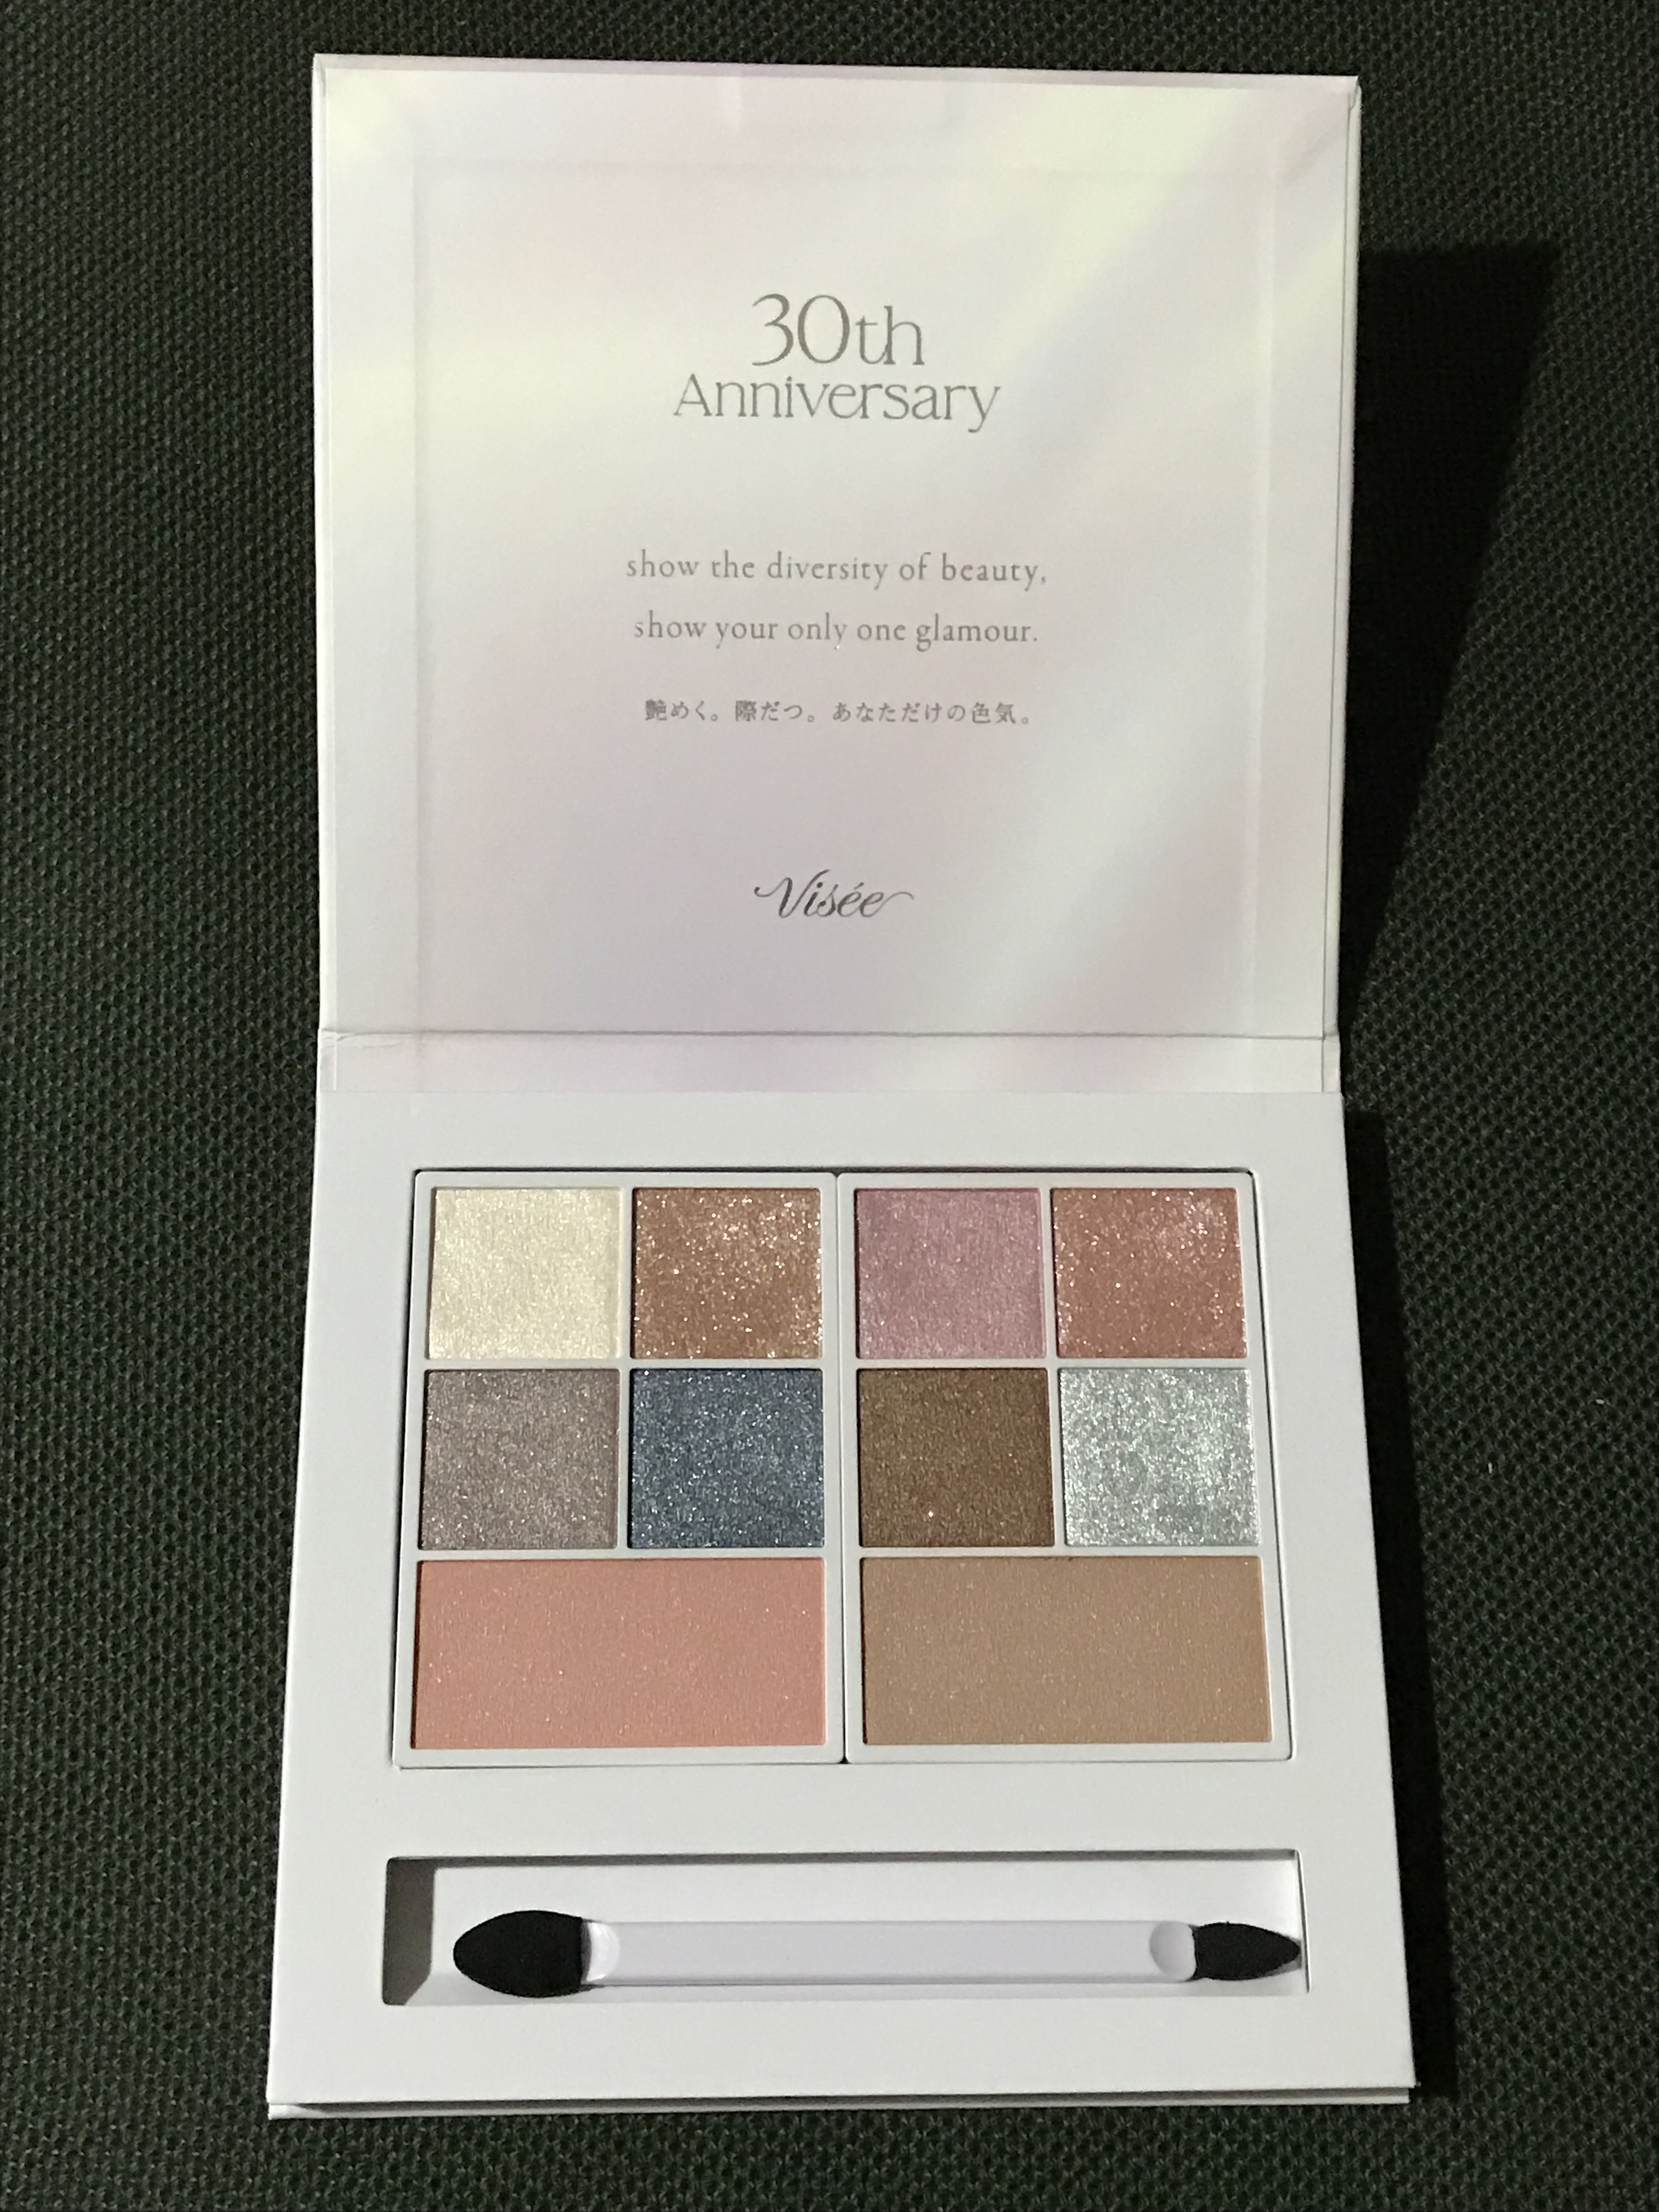 30th
Anniversary
show the diversity of beauty,
show your only one glamour.
艶めく。際だつ。あなただけの色気。
Visée